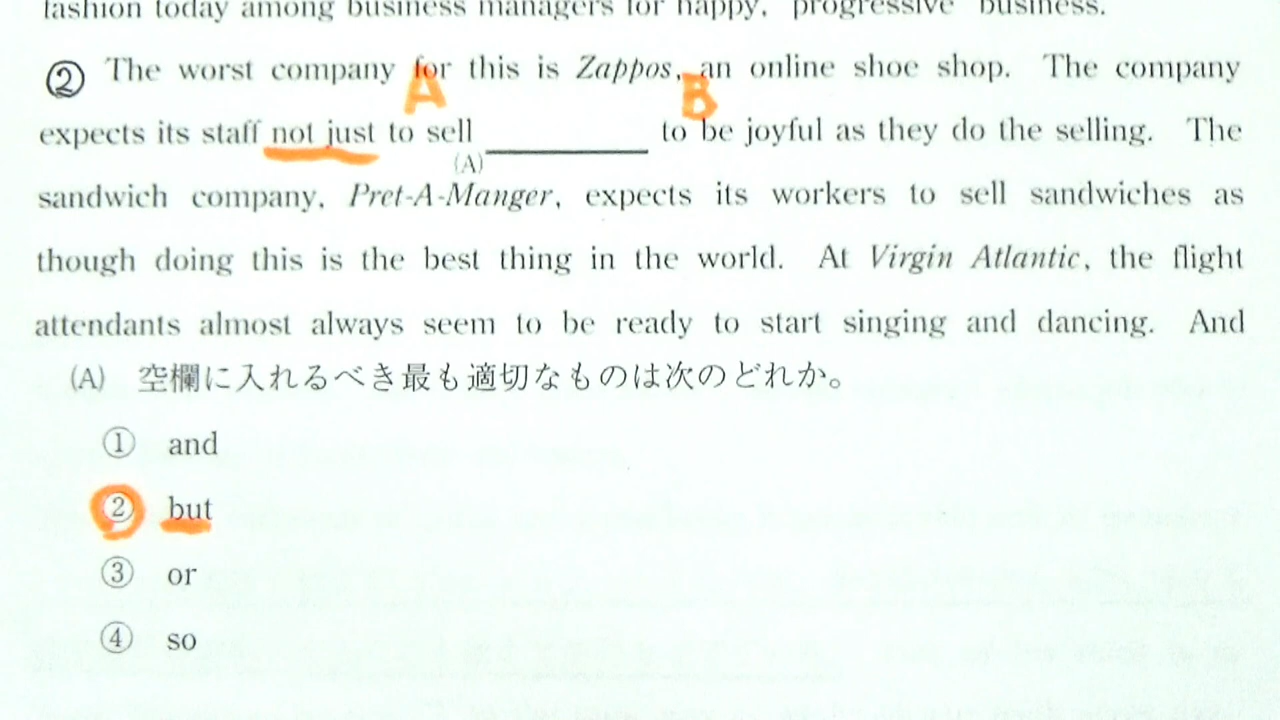 fashion today among business managers for happy, "progressive" business.
② The worst company for this is Zappos, an online shoe shop. The company
A B
expects its staff not just to sell ________ to be joyful as they do the selling. The
(A)
sandwich company, Pret-A-Manger, expects its workers to sell sandwiches as
though doing this is the best thing in the world. At Virgin Atlantic, the flight
attendants almost always seem to be ready to start singing and dancing. And
(A) 空欄に入れるべき最も適切なものは次のどれか。
① and
② but
③ or
④ so